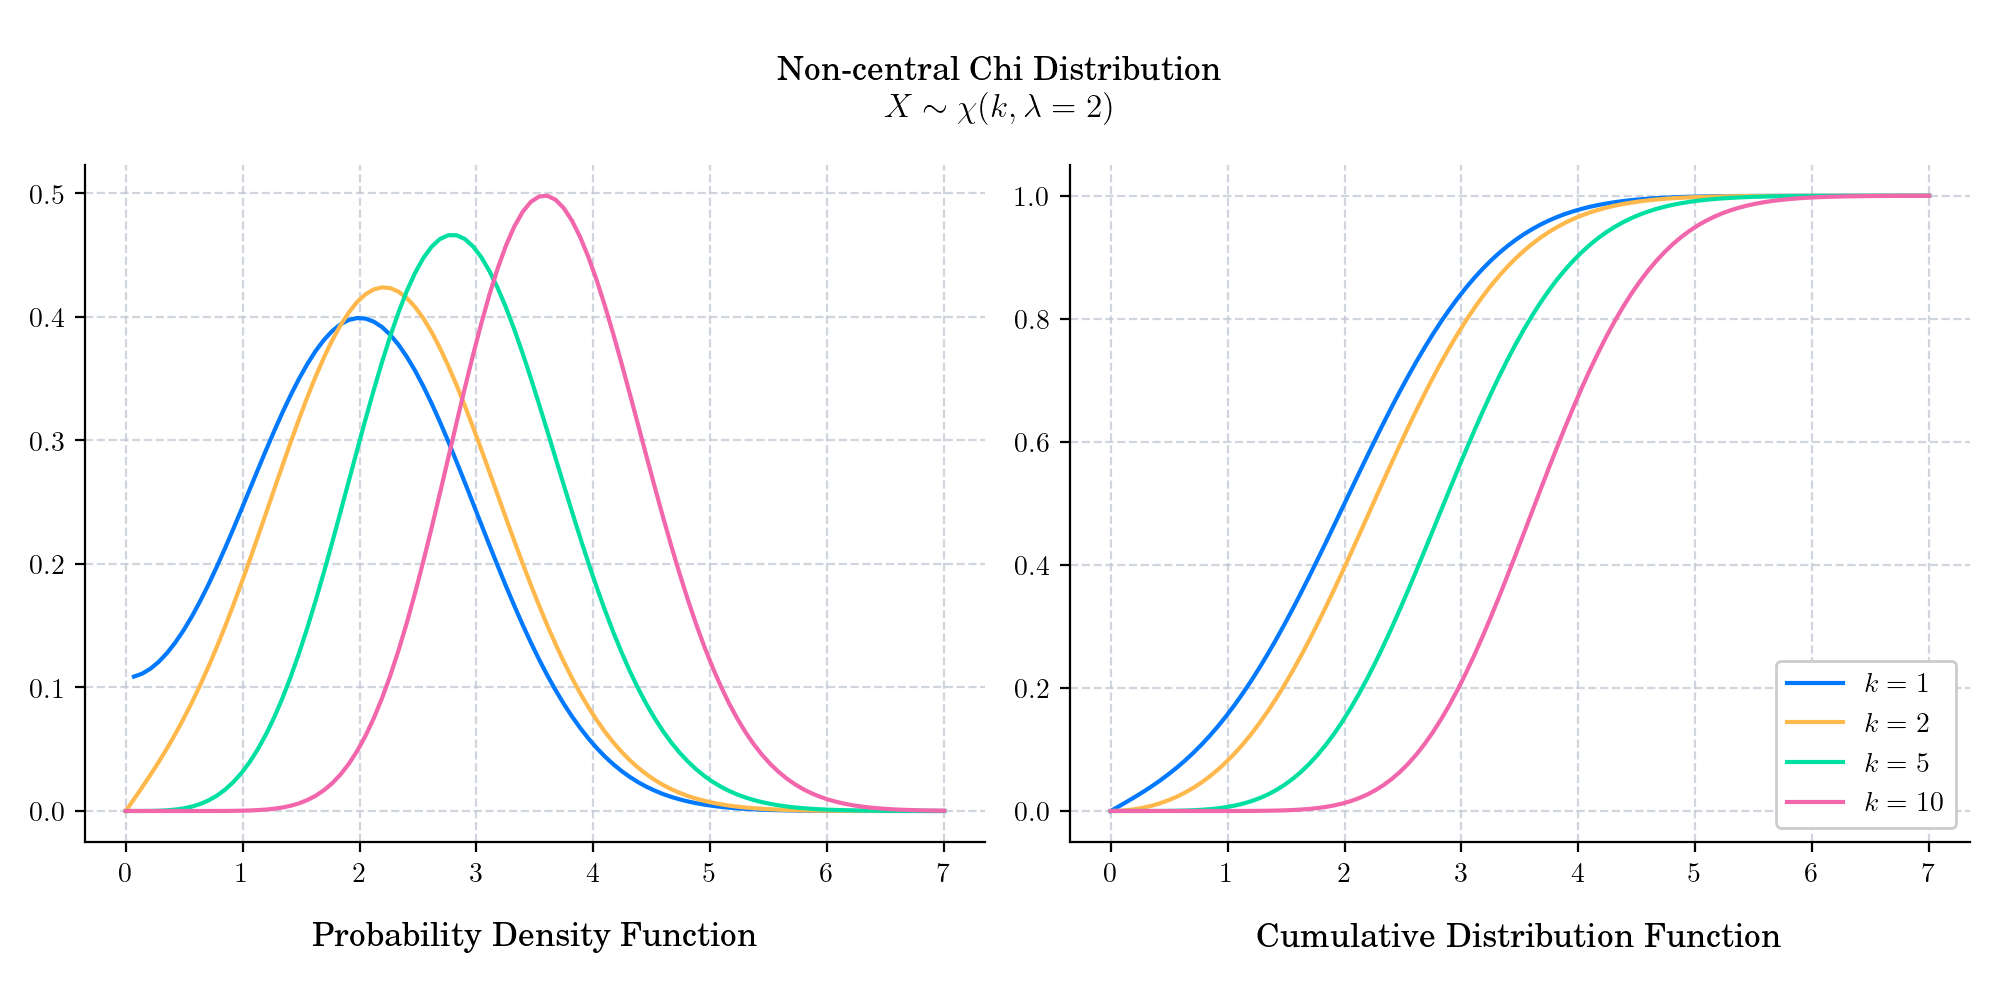 Non-central Chi Distribution
X ∼ χ(k, λ = 2)
0.5
0.4
0.3
0.2
0.1
0.0
0 1 2 3 4 5 6 7
Probability Density Function
1.0
0.8
0.6
0.4
0.2
0.0
0 1 2 3 4 5 6 7
k = 1
k = 2
k = 5
k = 10
Cumulative Distribution Function